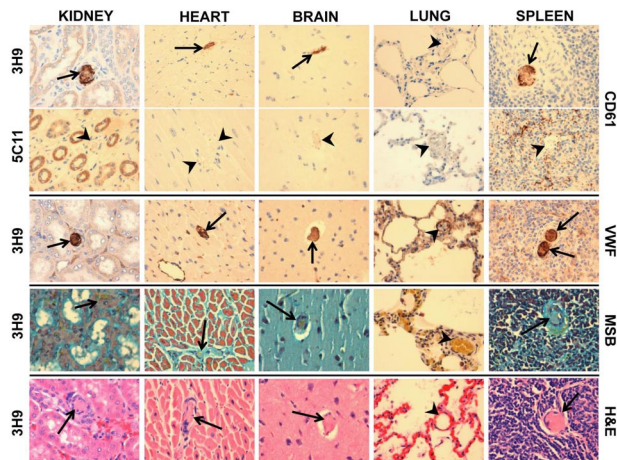 KIDNEY HEART BRAIN LUNG SPLEEN
3H9
CD61
5C11
3H9
VWF
3H9
MSB
3H9
H&E